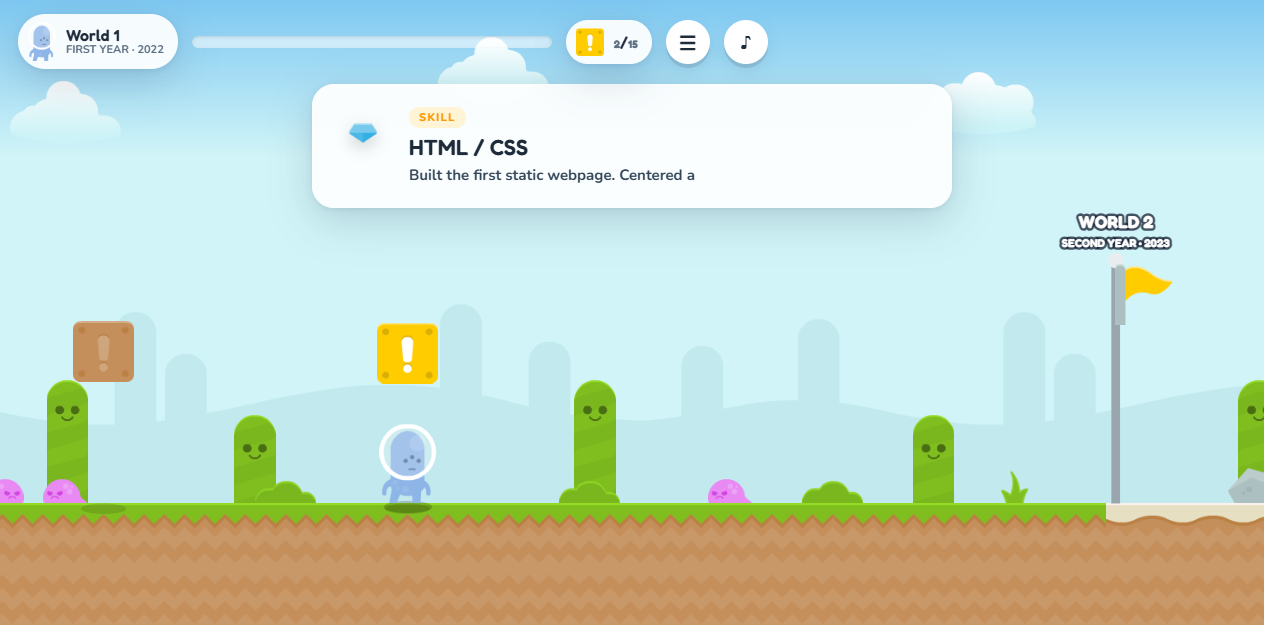 World 1
FIRST YEAR · 2022
2/15
SKILL
HTML / CSS
Built the first static webpage. Centered a
WORLD 2
SECOND YEAR · 2023